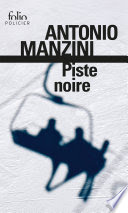 folio
POLICIER
ANTONIO
MANZINI
Piste
noire